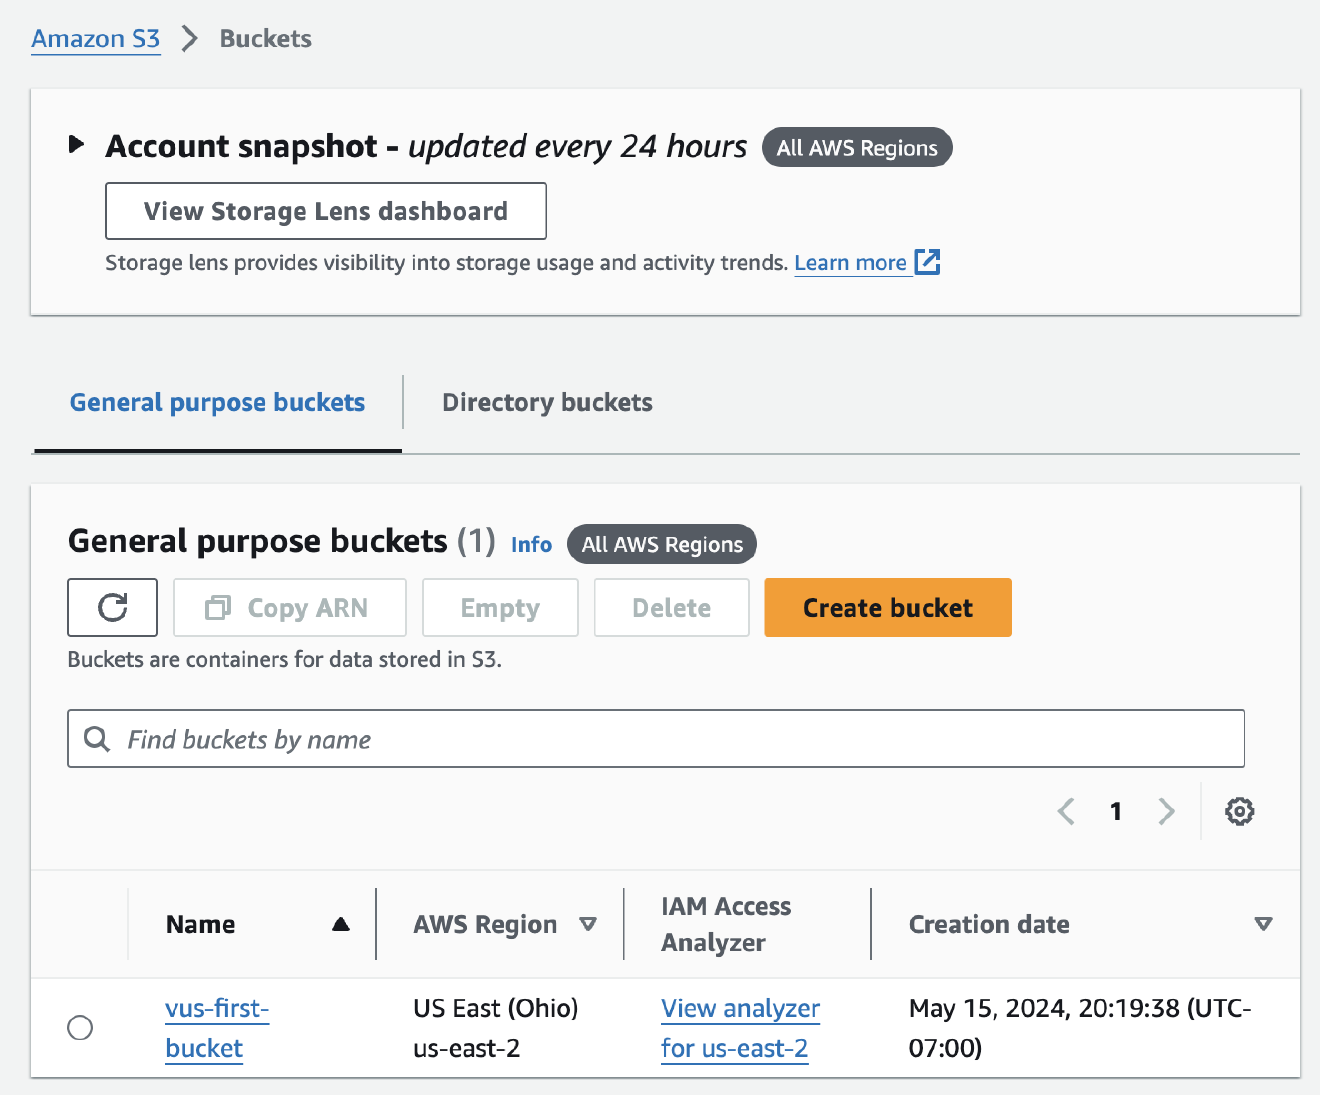 Amazon S3 > Buckets
Account snapshot - updated every 24 hours All AWS Regions
View Storage Lens dashboard
Storage lens provides visibility into storage usage and activity trends. Learn more
General purpose buckets Directory buckets
General purpose buckets (1) Info All AWS Regions
Copy ARN Empty Delete Create bucket
Buckets are containers for data stored in S3.
Find buckets by name
1
Name AWS Region IAM Access Analyzer Creation date
vus-first- US East (Ohio) View analyzer May 15, 2024, 20:19:38 (UTC-
bucket us-east-2 for us-east-2 07:00)